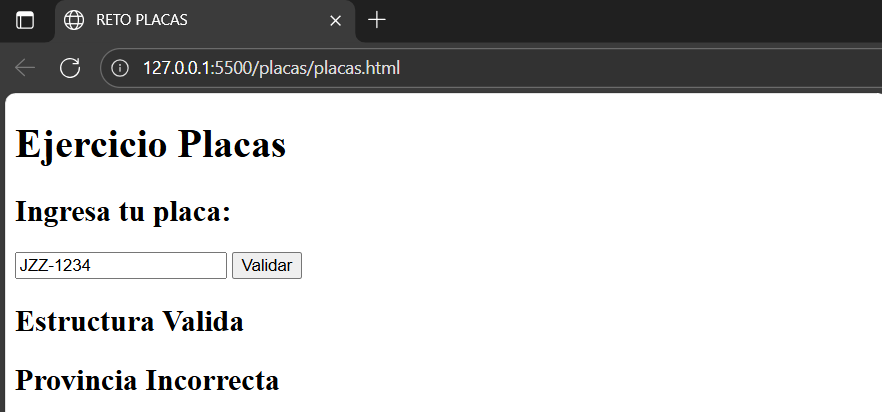 RETO PLACAS
127.0.0.1:5500/placas/placas.html
Ejercicio Placas
Ingresa tu placa:
JZZ-1234 Validar
Estructura Valida
Provincia Incorrecta